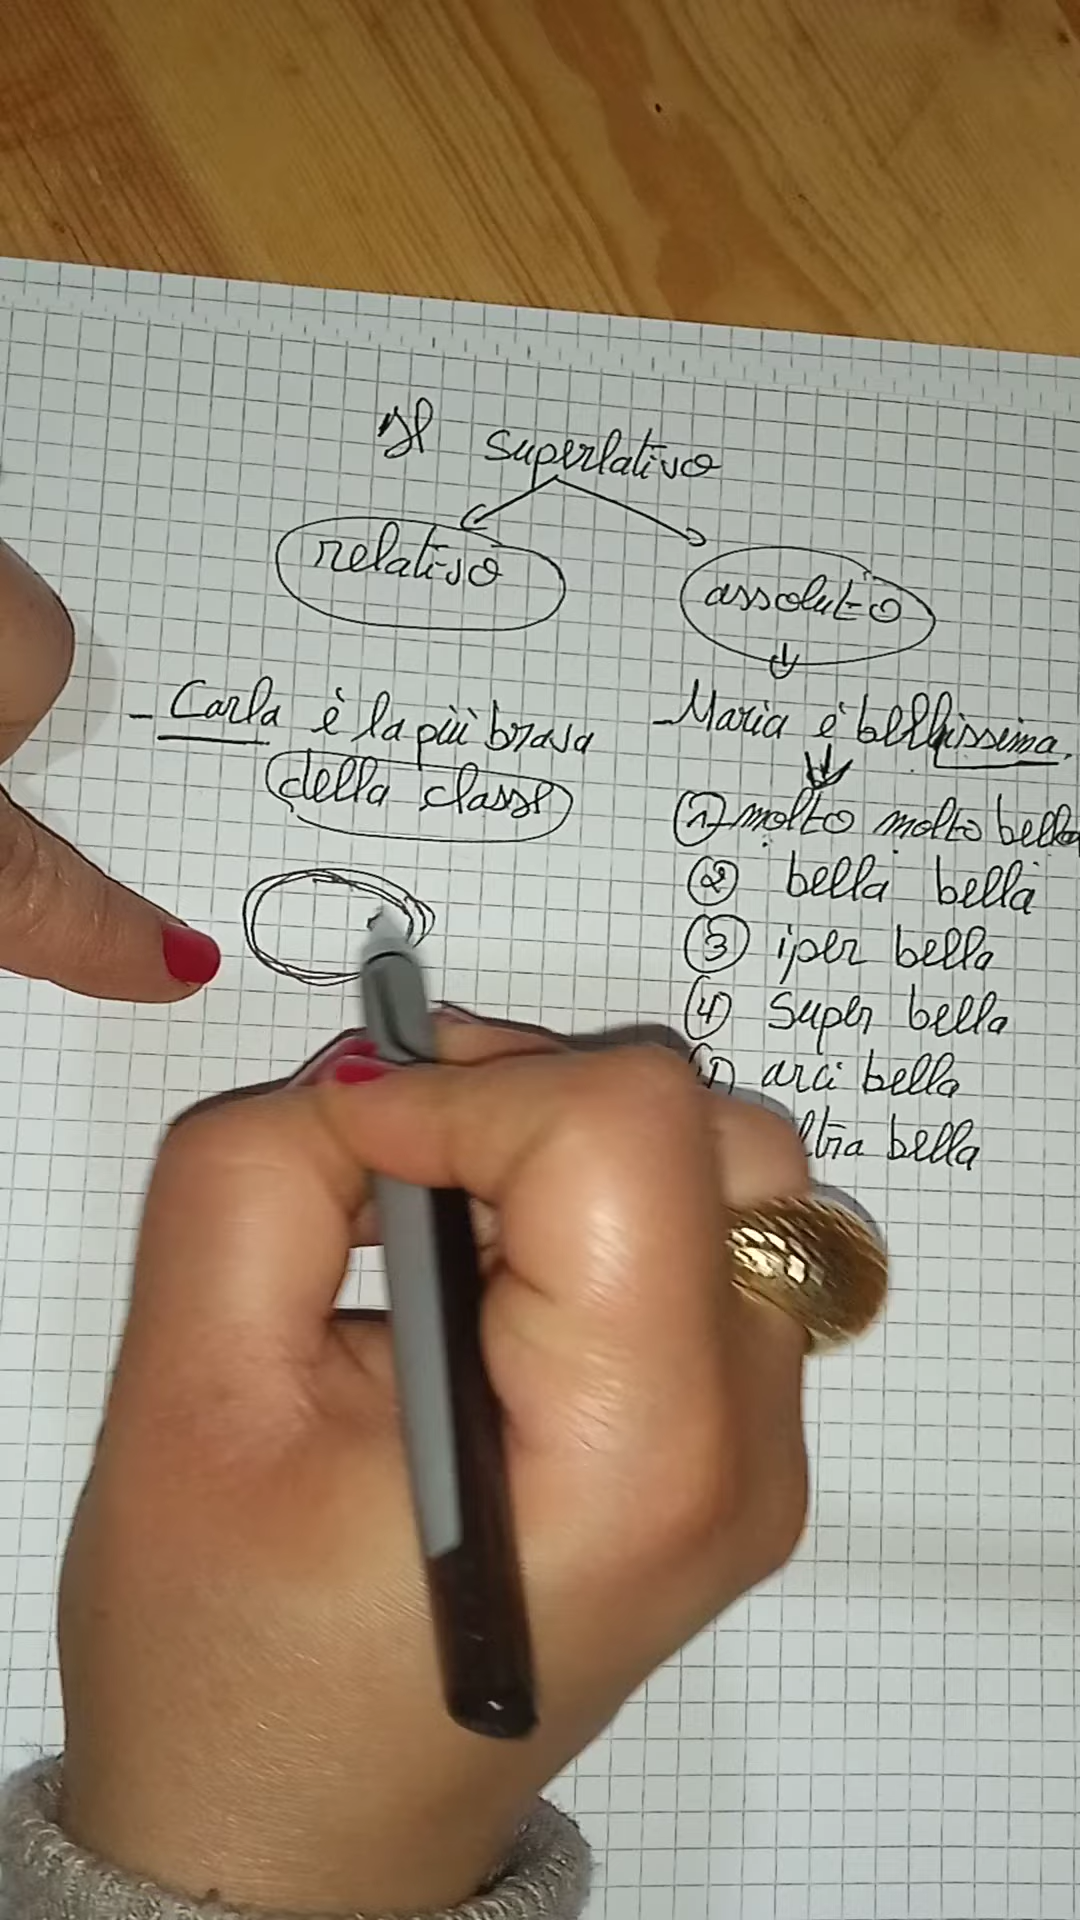 Il superlativo
relativo
assoluto
- Carla è la più brava
della classe
- Maria è bellissima.
1 molto molto bella
2 bella bella
3 iper bella
4 super bella
arci bella
ltra bella